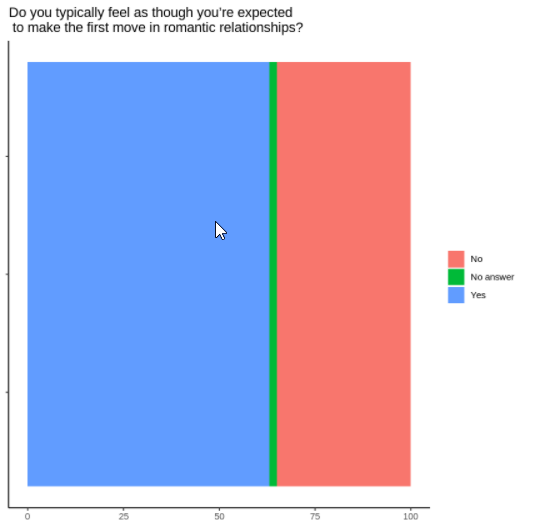 Do you typically feel as though you're expected
to make the first move in romantic relationships?
No
No answer
Yes
0 25 50 75 100